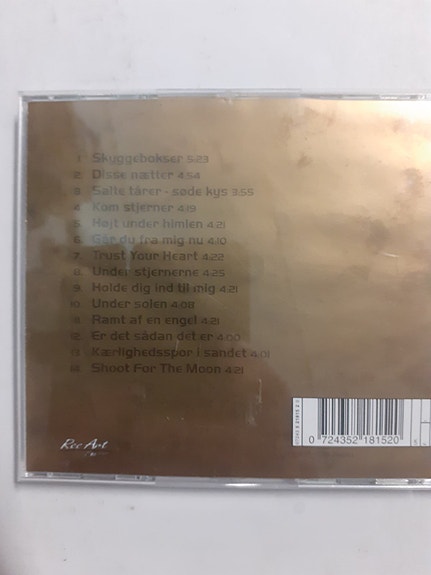 1. Skyggebokser 5:23
2. Disse nætter 4.54
3. Salte tårer - søde kys 3.55
4. Kom stjerner 4:19
5. Højt under himlen 4:21
6. Går du fra mig nu 4:10
7. Trust Your Heart 4.22
8. Under stjernerne 4:25
9. Holde dig ind til mig 4:21
10. Under solen 4:08
11. Ramt af en engel 4:21
12. Er det sådan det er 4.00
13. Kærlighedsspor i sandet 4:01
14. Shoot For The Moon 4:21
0 724352 181520
RecArt